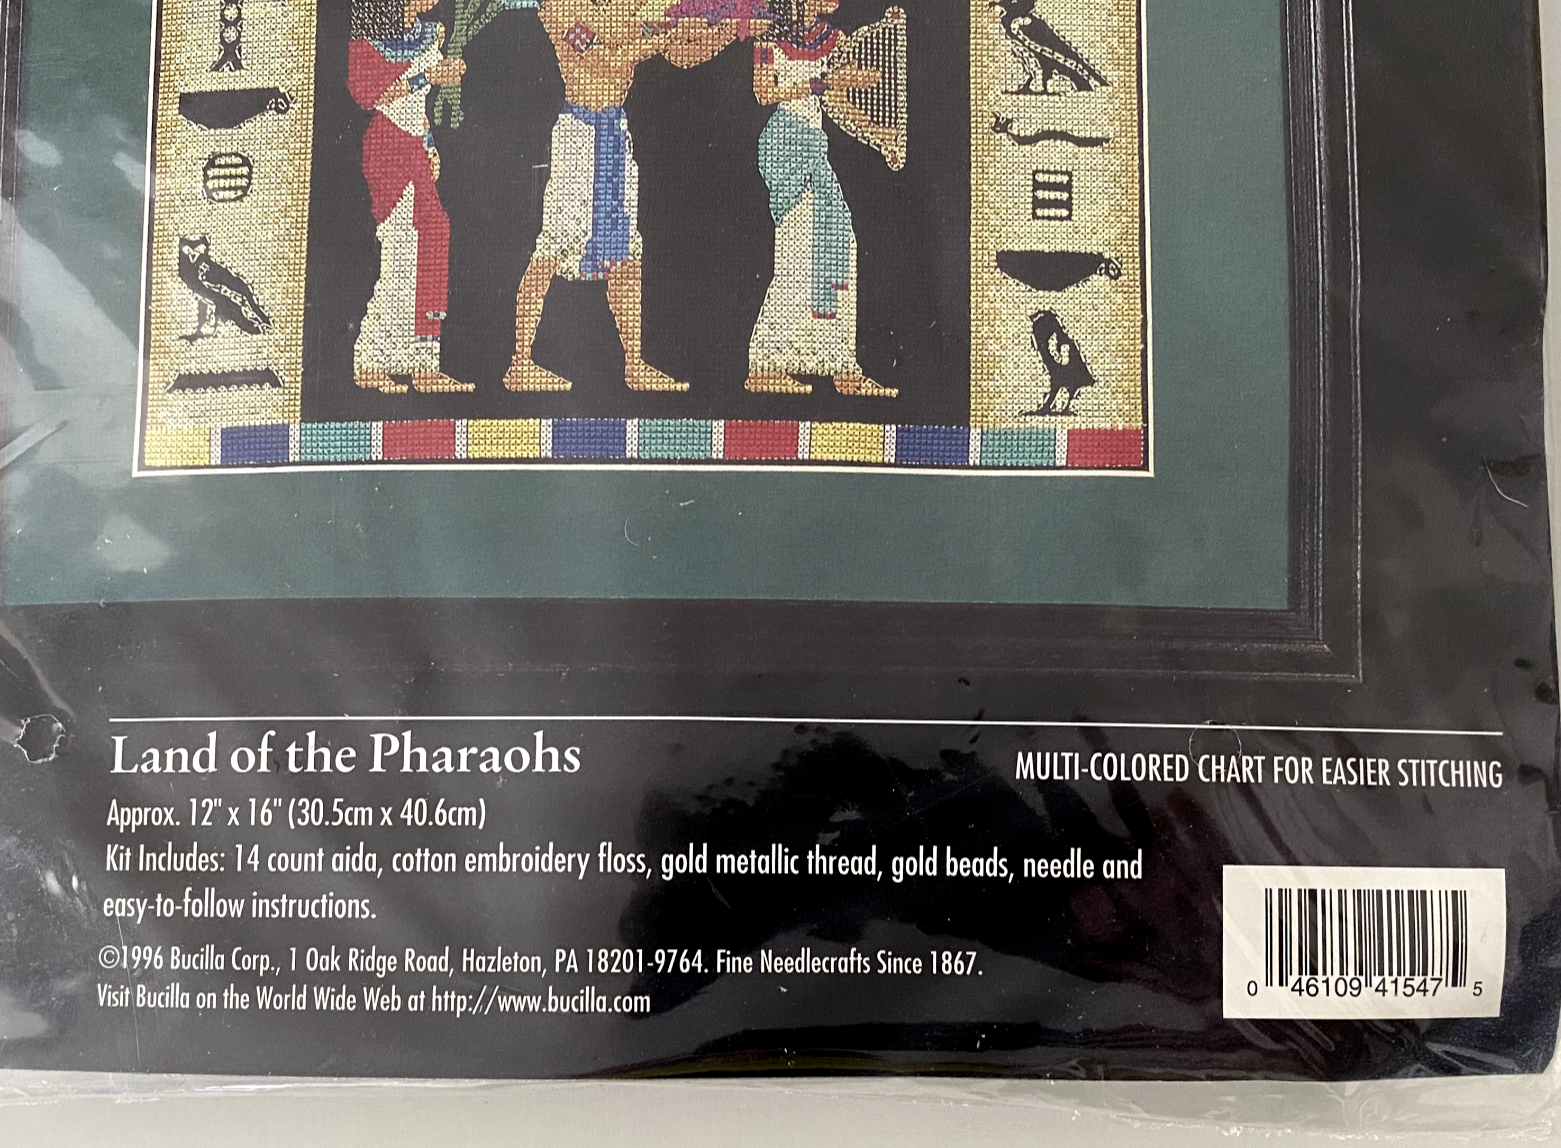 Land of the Pharaohs
MULTI-COLORED CHART FOR EASIER STITCHING
Approx. 12" x 16" (30.5cm x 40.6cm)
Kit Includes: 14 count aida, cotton embroidery floss, gold metallic thread, gold beads, needle and
easy-to-follow instructions.
©1996 Bucilla Corp., 1 Oak Ridge Road, Hazleton, PA 18201-9764. Fine Needlecrafts Since 1867.
Visit Bucilla on the World Wide Web at http://www.bucilla.com
0 46109 41547 5